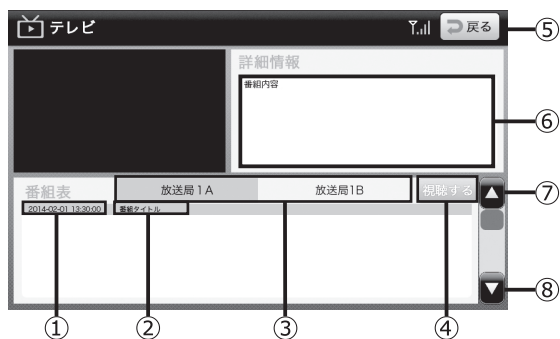 テレビ
戻る
⑤
詳細情報
番組内容
⑥
番組表
放送局1A
放送局1B
視聴する
⑦
2014-02-01 13:30:00
番組タイトル
⑧
① ② ③ ④